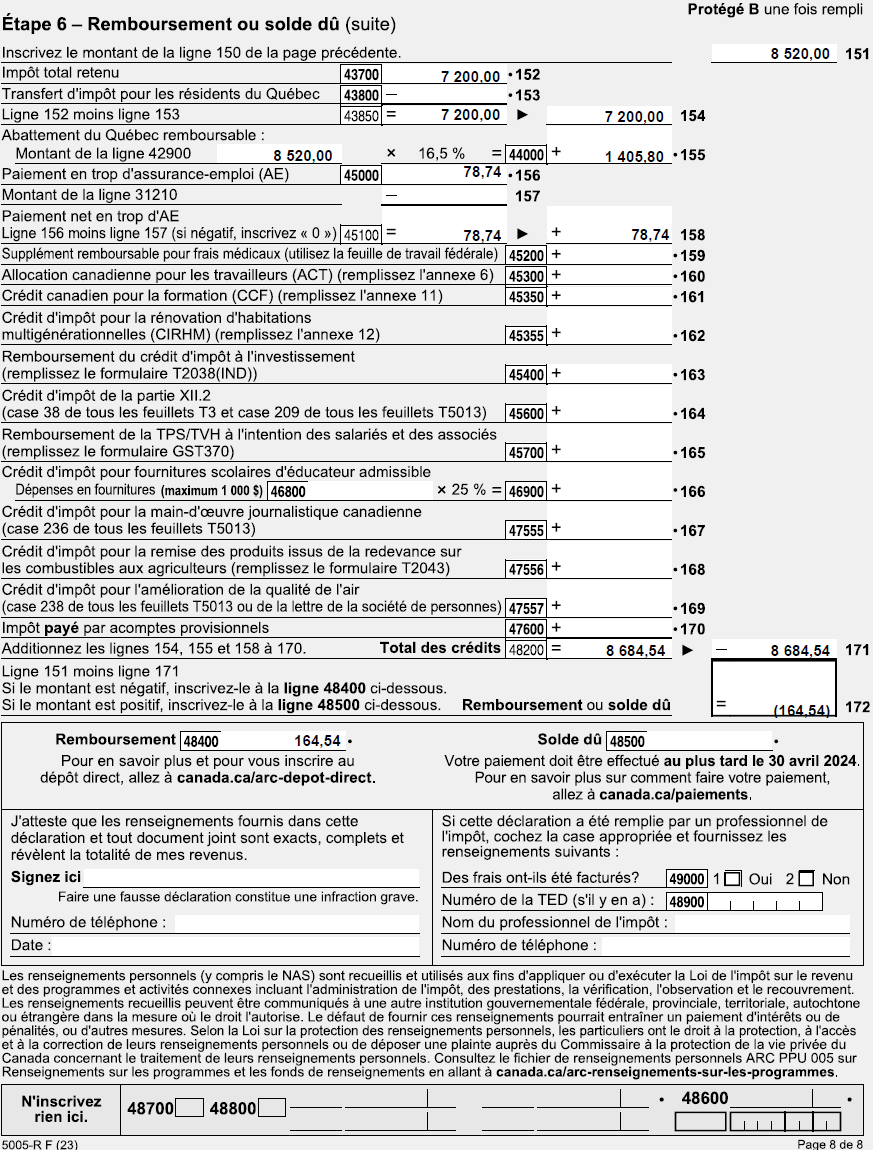 Protégé B une fois rempli
Étape 6 – Remboursement ou solde dû (suite)
Inscrivez le montant de la ligne 150 de la page précédente. 8 520,00 151
Impôt total retenu 43700 7 200,00 •152
Transfert d'impôt pour les résidents du Québec 43800 – •153
Ligne 152 moins ligne 153 43850 = 7 200,00 ► 7 200,00 154
Abattement du Québec remboursable :
Montant de la ligne 42900 8 520,00 × 16,5 % = 44000 + 1 405,80 •155
Paiement en trop d'assurance-emploi (AE) 45000 78,74 •156
Montant de la ligne 31210 – 157
Paiement net en trop d'AE
Ligne 156 moins ligne 157 (si négatif, inscrivez « 0 ») 45100 = 78,74 ► + 78,74 158
Supplément remboursable pour frais médicaux (utilisez la feuille de travail fédérale) 45200 + •159
Allocation canadienne pour les travailleurs (ACT) (remplissez l'annexe 6) 45300 + •160
Crédit canadien pour la formation (CCF) (remplissez l'annexe 11) 45350 + •161
Crédit d'impôt pour la rénovation d'habitations
multigénérationnelles (CIRHM) (remplissez l'annexe 12) 45355 + •162
Remboursement du crédit d'impôt à l'investissement
(remplissez le formulaire T2038(IND)) 45400 + •163
Crédit d'impôt de la partie XII.2
(case 38 de tous les feuillets T3 et case 209 de tous les feuillets T5013) 45600 + •164
Remboursement de la TPS/TVH à l'intention des salariés et des associés
(remplissez le formulaire GST370) 45700 + •165
Crédit d'impôt pour fournitures scolaires d'éducateur admissible
Dépenses en fournitures (maximum 1 000 $) 46800 × 25 % = 46900 + •166
Crédit d'impôt pour la main-d'œuvre journalistique canadienne
(case 236 de tous les feuillets T5013) 47555 + •167
Crédit d'impôt pour la remise des produits issus de la redevance sur
les combustibles aux agriculteurs (remplissez le formulaire T2043) 47556 + •168
Crédit d'impôt pour l'amélioration de la qualité de l'air
(case 238 de tous les feuillets T5013 ou de la lettre de la société de personnes) 47557 + •169
Impôt payé par acomptes provisionnels 47600 + •170
Additionnez les lignes 154, 155 et 158 à 170. Total des crédits 48200 = 8 684,54 ► – 8 684,54 171
Ligne 151 moins ligne 171
Si le montant est négatif, inscrivez-le à la ligne 48400 ci-dessous.
Si le montant est positif, inscrivez-le à la ligne 48500 ci-dessous. Remboursement ou solde dû = (164,54) 172
Remboursement 48400 164,54 •
Pour en savoir plus et pour vous inscrire au
dépôt direct, allez à canada.ca/arc-depot-direct.
Solde dû 48500 •
Votre paiement doit être effectué au plus tard le 30 avril 2024.
Pour en savoir plus sur comment faire votre paiement,
allez à canada.ca/paiements.
J'atteste que les renseignements fournis dans cette
déclaration et tout document joint sont exacts, complets et
révèlent la totalité de mes revenus.
Signez ici
Faire une fausse déclaration constitue une infraction grave.
Numéro de téléphone :
Date :
Si cette déclaration a été remplie par un professionnel de
l'impôt, cochez la case appropriée et fournissez les
renseignements suivants :
Des frais ont-ils été facturés? 49000 1 Oui 2 Non
Numéro de la TED (s'il y en a) : 48900
Nom du professionnel de l'impôt :
Numéro de téléphone :
Les renseignements personnels (y compris le NAS) sont recueillis et utilisés aux fins d'appliquer ou d'exécuter la Loi de l'impôt sur le revenu
et des programmes et activités connexes incluant l'administration de l'impôt, des prestations, la vérification, l'observation et le recouvrement.
Les renseignements recueillis peuvent être communiqués à une autre institution gouvernementale fédérale, provinciale, territoriale, autochtone
ou étrangère dans la mesure où le droit l'autorise. Le défaut de fournir ces renseignements pourrait entraîner un paiement d'intérêts ou de
pénalités, ou d'autres mesures. Selon la Loi sur la protection des renseignements personnels, les particuliers ont le droit à la protection, à l'accès
et à la correction de leurs renseignements personnels ou de déposer une plainte auprès du Commissaire à la protection de la vie privée du
Canada concernant le traitement de leurs renseignements personnels. Consultez le fichier de renseignements personnels ARC PPU 005 sur
Renseignements sur les programmes et les fonds de renseignements en allant à canada.ca/arc-renseignements-sur-les-programmes.
N'inscrivez
rien ici.
48700 48800 • 48600 •
5005-R F (23) Page 8 de 8